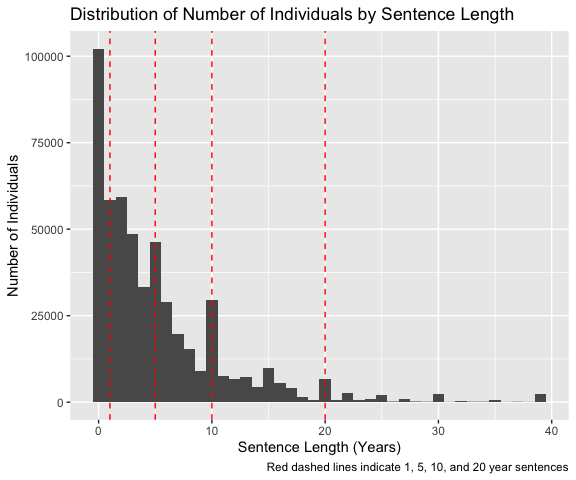 Distribution of Number of Individuals by Sentence Length
Number of Individuals
100000
75000
50000
25000
0
0 10 20 30 40
Sentence Length (Years)
Red dashed lines indicate 1, 5, 10, and 20 year sentences